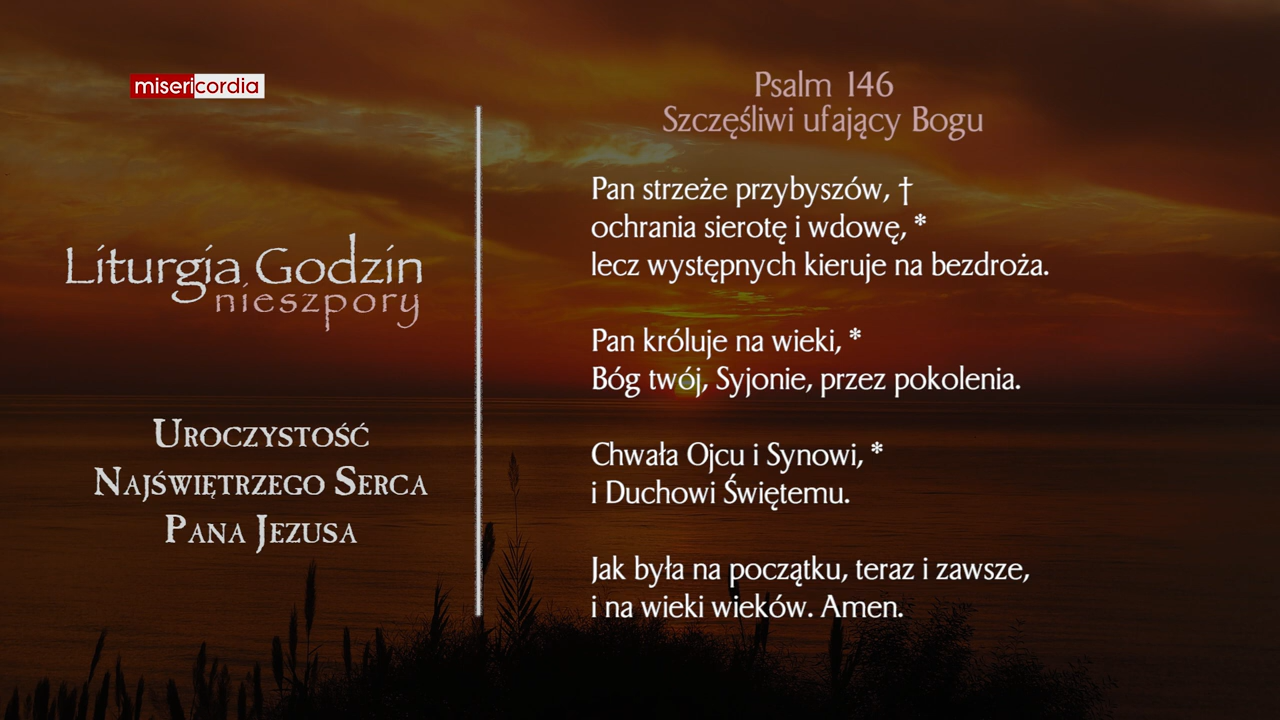 misericordia
Liturgia Godzin
nieszpory
Uroczystość
Najświętrzego Serca
Pana Jezusa
Psalm 146
Szczęśliwi ufający Bogu
Pan strzeże przybyszów, †
ochrania sierotę i wdowę, *
lecz występnych kieruje na bezdroża.
Pan króluje na wieki, *
Bóg twój, Syjonie, przez pokolenia.
Chwała Ojcu i Synowi, *
i Duchowi Świętemu.
Jak była na początku, teraz i zawsze,
i na wieki wieków. Amen.